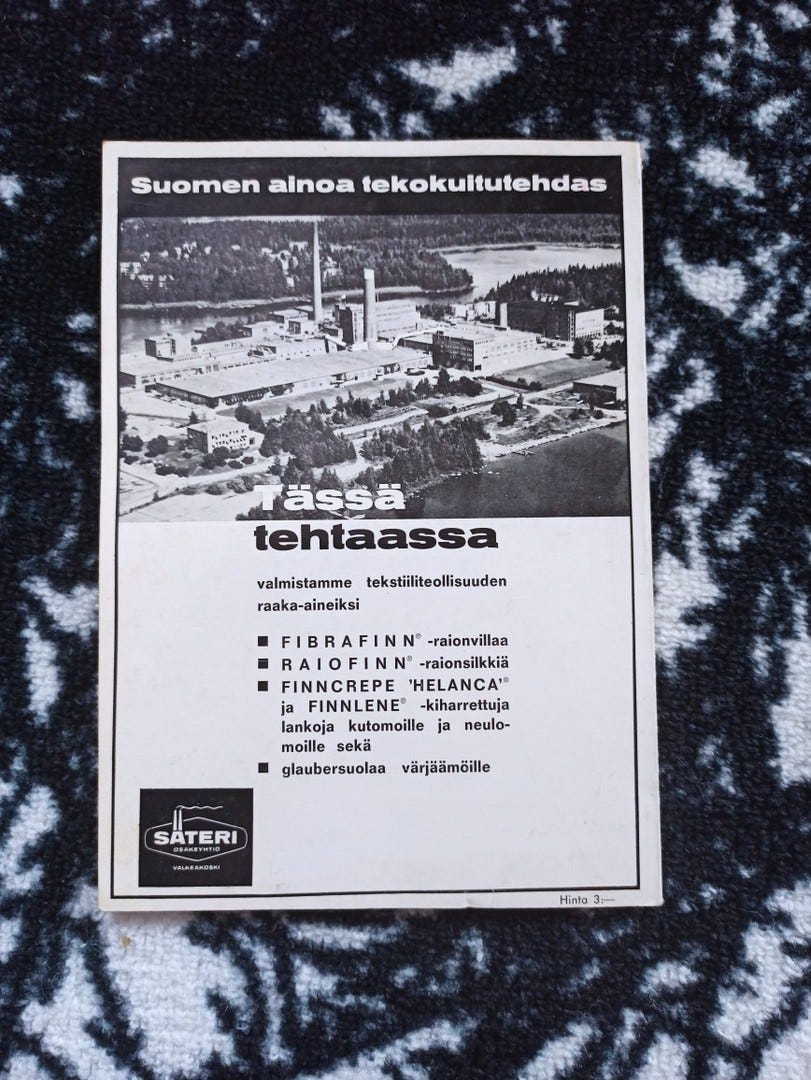 Suomen ainoa tekokuitutehdas
Tässä
tehtaassa
valmistamme tekstiiliteollisuuden
raaka-aineiksi
■ FIBRAFINN® -raionvillaa
■ RAIOFINN® -raionsilkkiä
■ FINNCREPE 'HELANCA'®
ja FINNLENE® -kiharrettuja
lankoja kutomoille ja neulo-
moille sekä
■ glaubersuolaa värjäämöille
SÄTERI
OSAKEYHTIÖ
VALKEAKOSKI
Hinta 3:—